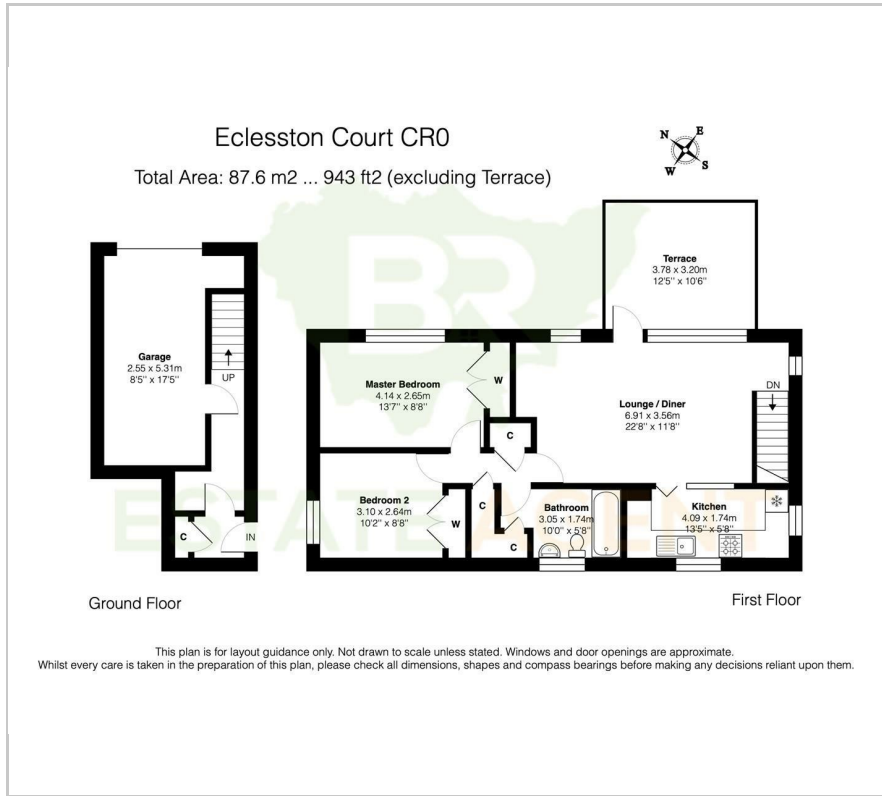 Eclesston Court CR0
Total Area: 87.6 m2 ... 943 ft2 (excluding Terrace)
N
E
W
S
BR
ESTATE AGENT
Garage
2.55 x 5.31m
8'5'' x 17'5''
UP
C
IN
Ground Floor
Terrace
3.78 x 3.20m
12'5'' x 10'6''
Master Bedroom
4.14 x 2.65m
13'7'' x 8'8''
W
Lounge / Diner
6.91 x 3.56m
22'8'' x 11'8''
DN
C
Bedroom 2
3.10 x 2.64m
10'2'' x 8'8''
W
C
C
Bathroom
3.05 x 1.74m
10'0'' x 5'8''
Kitchen
4.09 x 1.74m
13'5'' x 5'8''
First Floor
This plan is for layout guidance only. Not drawn to scale unless stated. Windows and door openings are approximate.
Whilst every care is taken in the preparation of this plan, please check all dimensions, shapes and compass bearings before making any decisions reliant upon them.